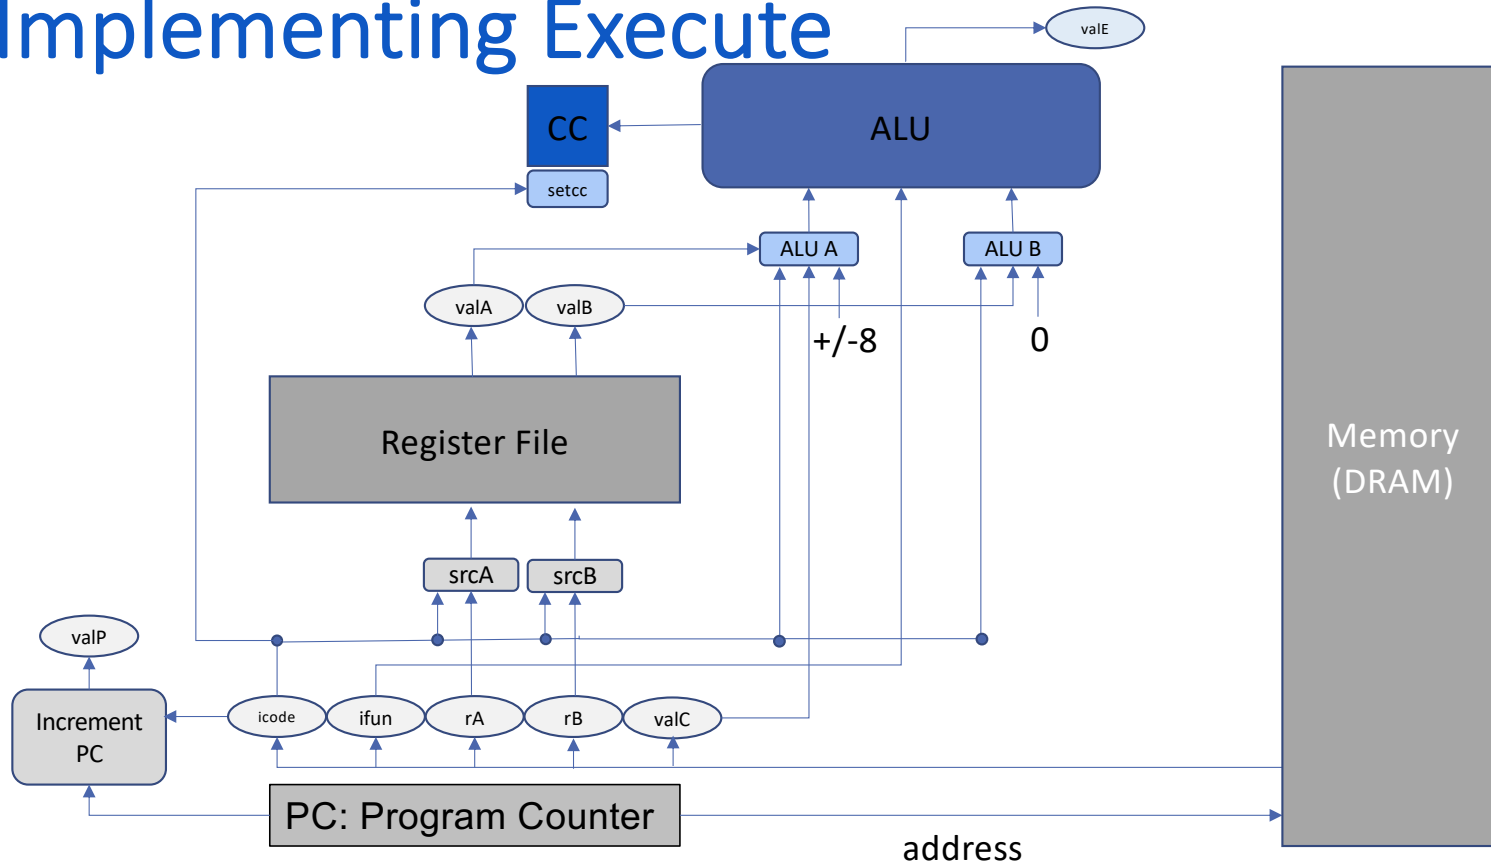 Implementing Execute
valE
CC
ALU
setcc
ALU A
ALU B
valA
valB
+/-8
0
Register File
Memory
(DRAM)
srcA
srcB
valP
Increment
PC
icode
ifun
rA
rB
valC
PC: Program Counter
address